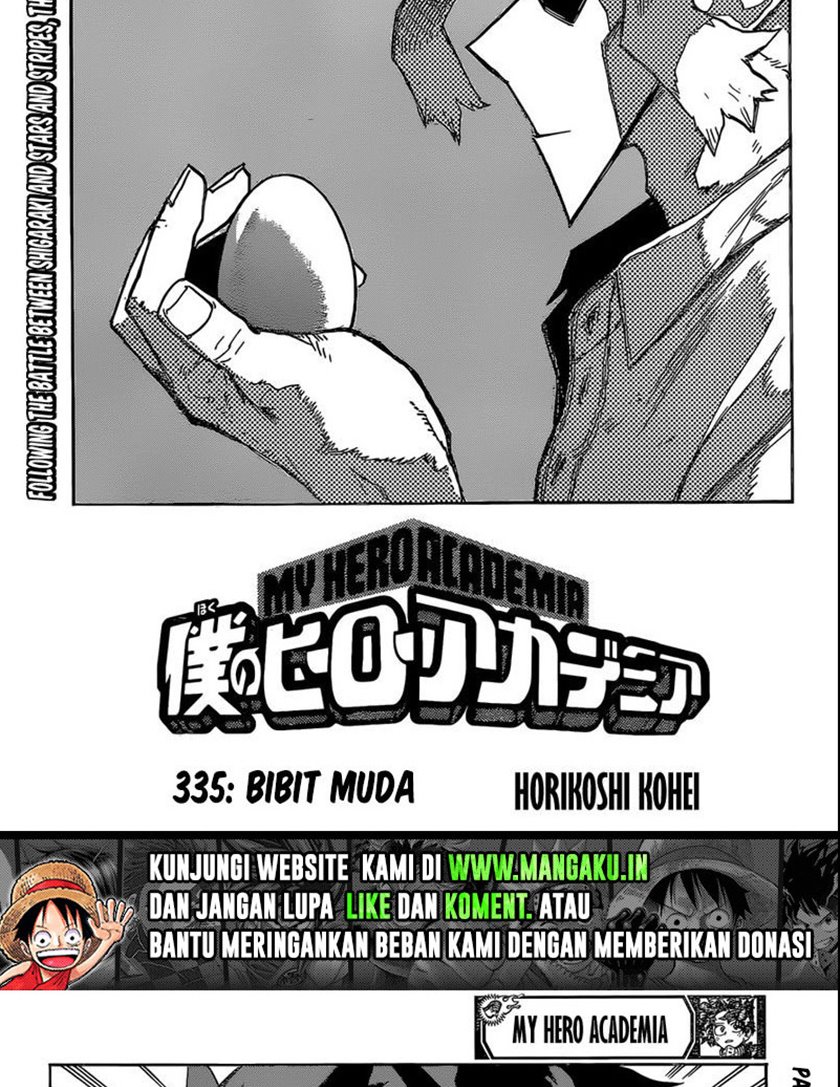 FOLLOWING THE BATTLE BETWEEN SHIGARAKI AND STARS AND STRIPES,
MY HERO ACADEMIA
ほく
僕のヒーローアカデミア
335: BIBIT MUDA
HORIKOSHI KOHEI
KUNJUNGI WEBSITE KAMI DI WWW.MANGAKU.IN
DAN JANGAN LUPA LIKE DAN KOMENT. ATAU
BANTU MERINGANKAN BEBAN KAMI DENGAN MEMBERIKAN DONASI
MY HERO ACADEMIA